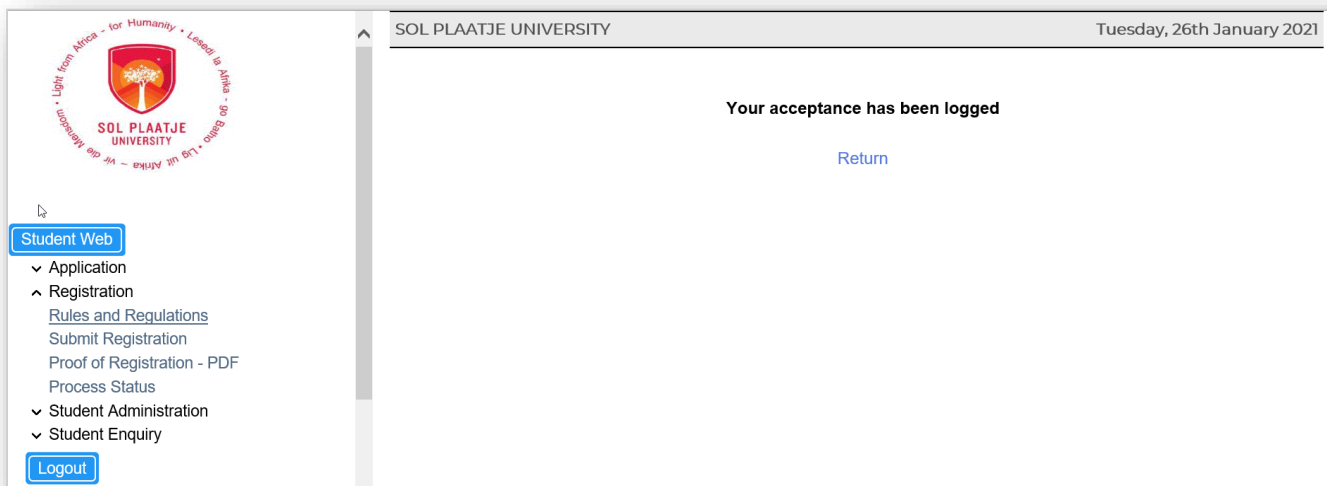 Light from Africa - for Humanity • Lesedi la Afrika - go Batho • Lig uit Afrika – vir die Mensdom •
SOL PLAATJE
UNIVERSITY
Student Web
Application
Registration
Rules and Regulations
Submit Registration
Proof of Registration - PDF
Process Status
Student Administration
Student Enquiry
Logout
SOL PLAATJE UNIVERSITY
Tuesday, 26th January 2021
Your acceptance has been logged
Return